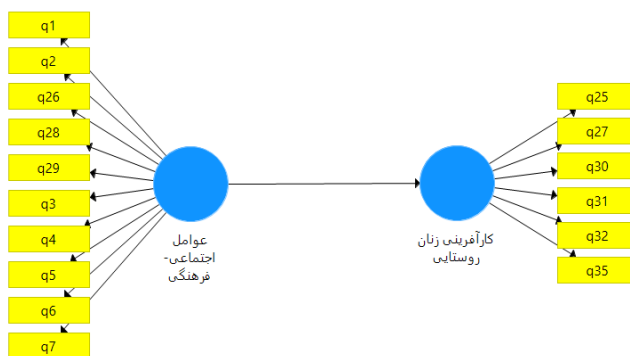 q1
q2
q26
q28
q29
q3
q4
q5
q6
q7
عوامل
اجتماعی-
فرهنگی
کارآفرینی زنان
روستایی
q25
q27
q30
q31
q32
q35